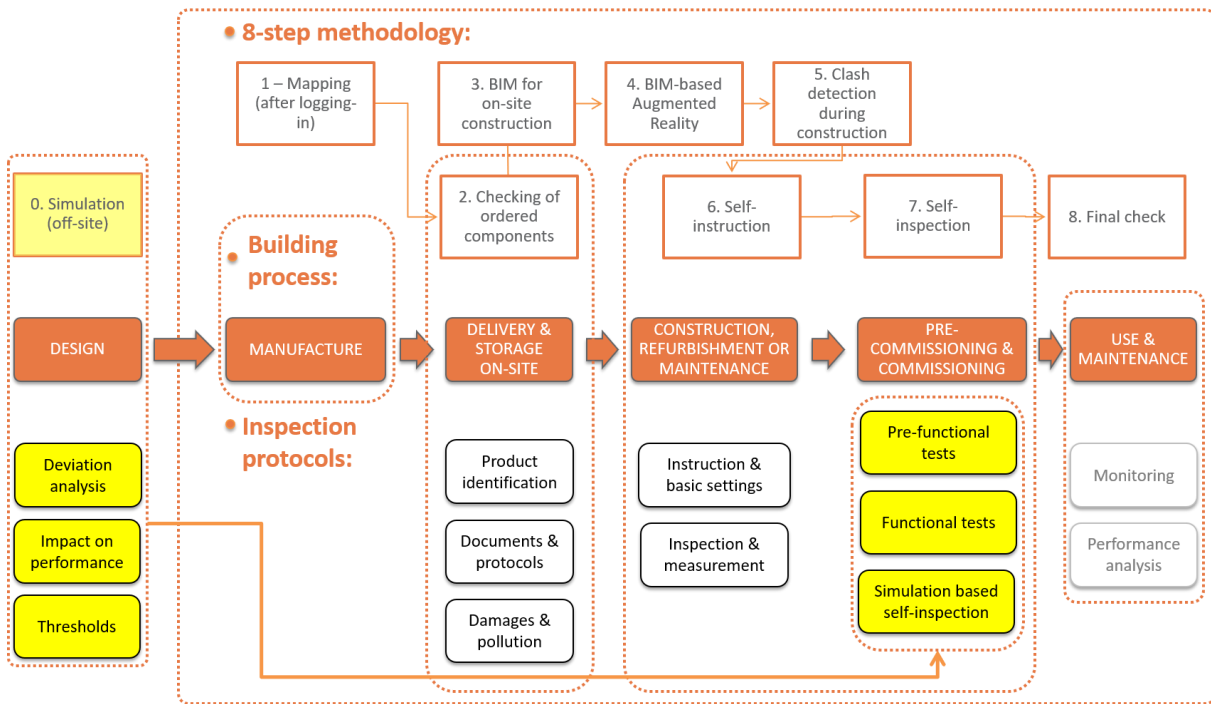 8-step methodology:
1 – Mapping
(after logging-
in)
3. BIM for
on-site
construction
4. BIM-based
Augmented
Reality
5. Clash
detection
during
construction
0. Simulation
(off-site)
2. Checking of
ordered
components
6. Self-
instruction
7. Self-
inspection
8. Final check
Building
process:
DESIGN
MANUFACTURE
DELIVERY &
STORAGE
ON-SITE
CONSTRUCTION,
REFURBISHMENT OR
MAINTENANCE
PRE-
COMMISSIONING &
COMMISSIONING
USE &
MAINTENANCE
Inspection
protocols:
Deviation
analysis
Impact on
performance
Thresholds
Product
identification
Documents &
protocols
Damages &
pollution
Instruction &
basic settings
Inspection &
measurement
Pre-functional
tests
Functional tests
Simulation based
self-inspection
Monitoring
Performance
analysis